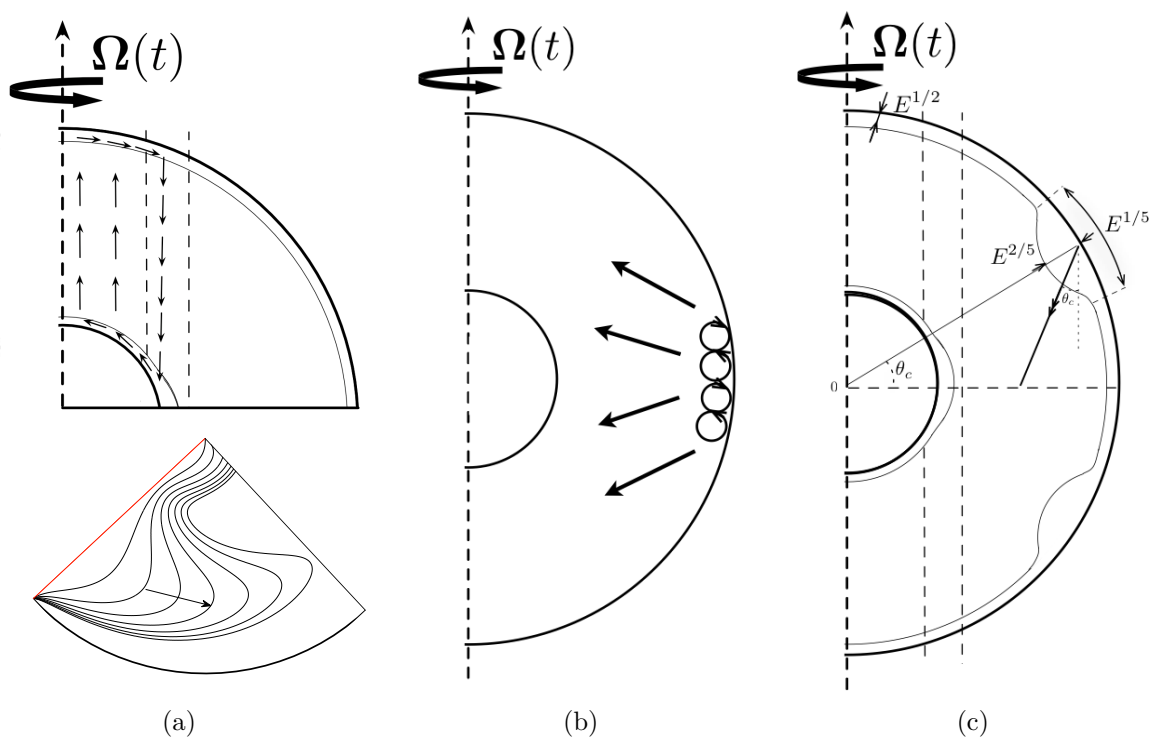 Ω(t)
Ω(t)
Ω(t)
E^{1/2}
E^{1/5}
E^{2/5}
θ_c
θ_c
0
(a)
(b)
(c)